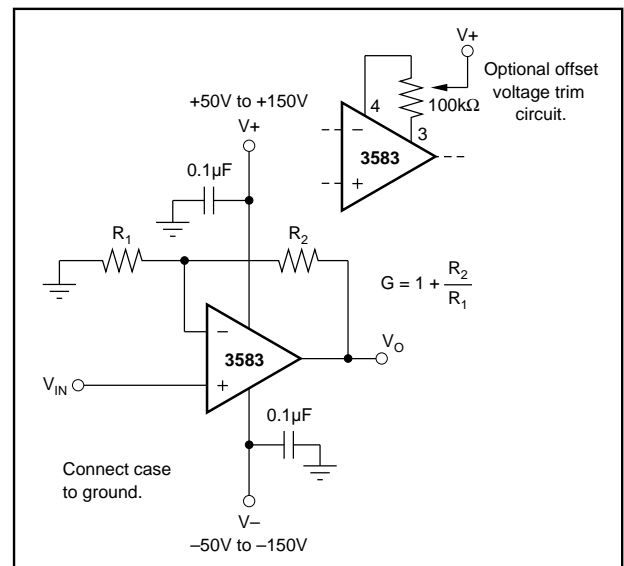 V+
Optional offset
voltage trim
circuit.
100kΩ
4
3
–
3583
+
+50V to +150V
V+
0.1µF
R1
R2
G = 1 + R2
R1
–
3583
+
VO
VIN
0.1µF
Connect case
to ground.
V–
–50V to –150V